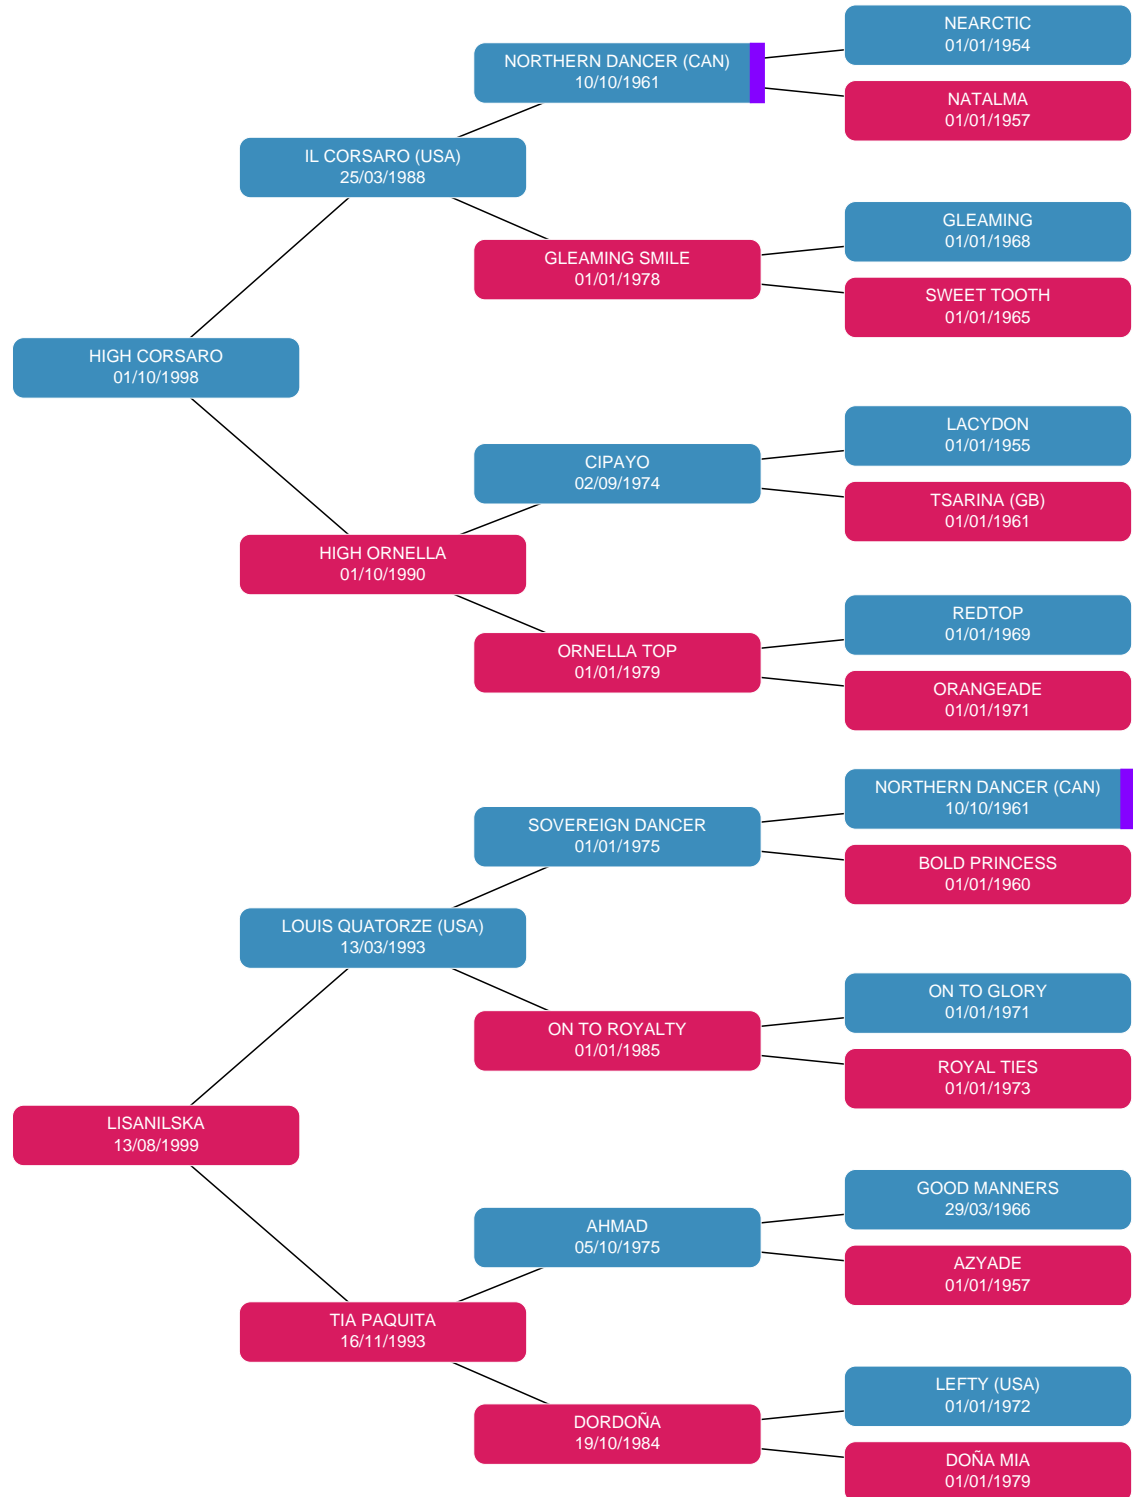 NEARCTIC
01/01/1954
NORTHERN DANCER (CAN)
10/10/1961
NATALMA
01/01/1957
IL CORSARO (USA)
25/03/1988
GLEAMING
01/01/1968
GLEAMING SMILE
01/01/1978
SWEET TOOTH
01/01/1965
HIGH CORSARO
01/10/1998
LACYDON
01/01/1955
CIPAYO
02/09/1974
TSARINA (GB)
01/01/1961
HIGH ORNELLA
01/10/1990
REDTOP
01/01/1969
ORNELLA TOP
01/01/1979
ORANGEADE
01/01/1971
NORTHERN DANCER (CAN)
10/10/1961
SOVEREIGN DANCER
01/01/1975
BOLD PRINCESS
01/01/1960
LOUIS QUATORZE (USA)
13/03/1993
ON TO GLORY
01/01/1971
ON TO ROYALTY
01/01/1985
ROYAL TIES
01/01/1973
LISANILSKA
13/08/1999
GOOD MANNERS
29/03/1966
AHMAD
05/10/1975
AZYADE
01/01/1957
TIA PAQUITA
16/11/1993
LEFTY (USA)
01/01/1972
DORDOÑA
19/10/1984
DOÑA MIA
01/01/1979